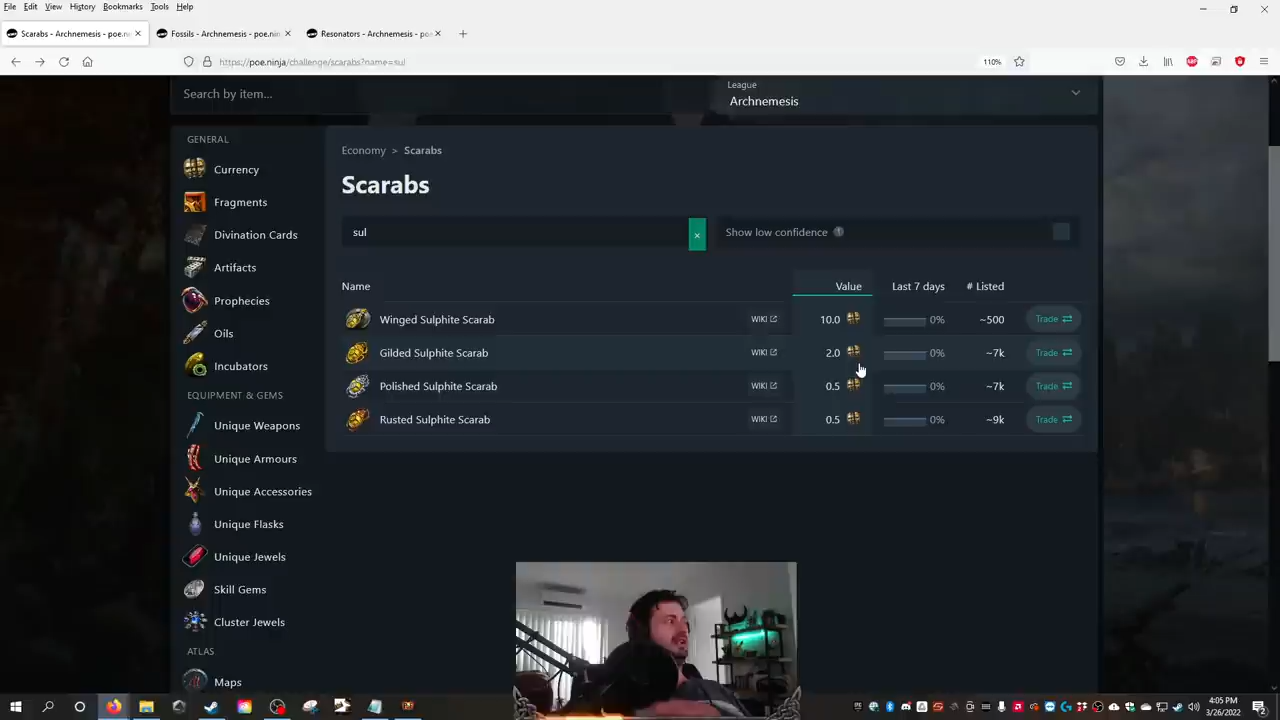 File Edit View History Bookmarks Tools Help
Scarabs - Archnemesis - poe.ni
Fossils - Archnemesis - poe.nin
Resonators - Archnemesis - poe.
https://poe.ninja/challenge/scarabs?name=sul
110%
Search by item...
League
Archnemesis
GENERAL
Currency
Fragments
Divination Cards
Artifacts
Prophecies
Oils
Incubators
EQUIPMENT & GEMS
Unique Weapons
Unique Armours
Unique Accessories
Unique Flasks
Unique Jewels
Skill Gems
Cluster Jewels
ATLAS
Maps
Economy > Scarabs
Scarabs
sul
Show low confidence
Name Value Last 7 days # Listed
Winged Sulphite Scarab WIKI 10.0 0% ~500 Trade
Gilded Sulphite Scarab WIKI 2.0 0% ~7k Trade
Polished Sulphite Scarab WIKI 0.5 0% ~7k Trade
Rusted Sulphite Scarab WIKI 0.5 0% ~9k Trade
4:05 PM
3/26/2022